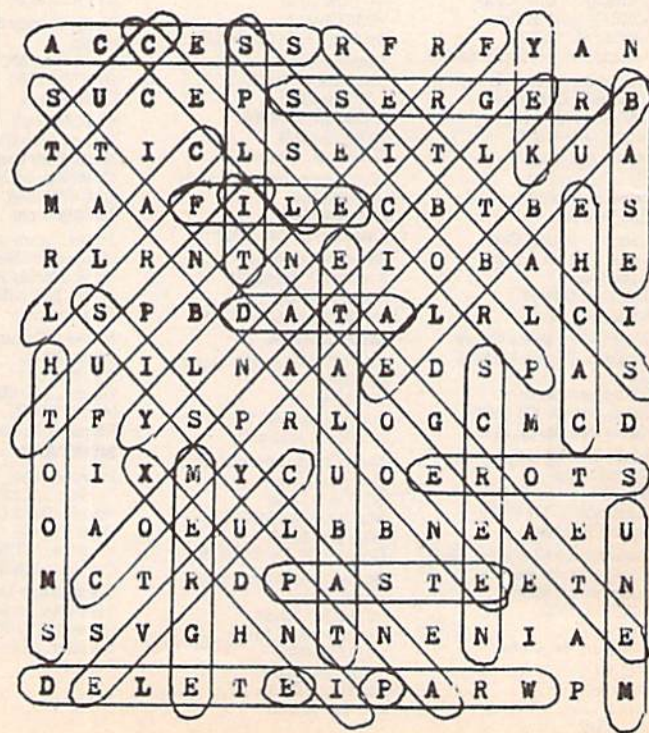 A C C E S S R F R F Y A N
S U C E P S S E R G E R B
T T I C L S E I T L K U A
M A A F I L E C B T B E S
R L R N T N E I O B A H E
L S P B D A T A L R L C I
H U I L N A A E D S P A S
T F Y S P R L O G C M C D
O I X M Y C U O E R O T S
O A O E U L B B N E A E U
M C T R D P A S T E E T N
S S V G H N T N E N I A E
D E L E T E I P A R W P M